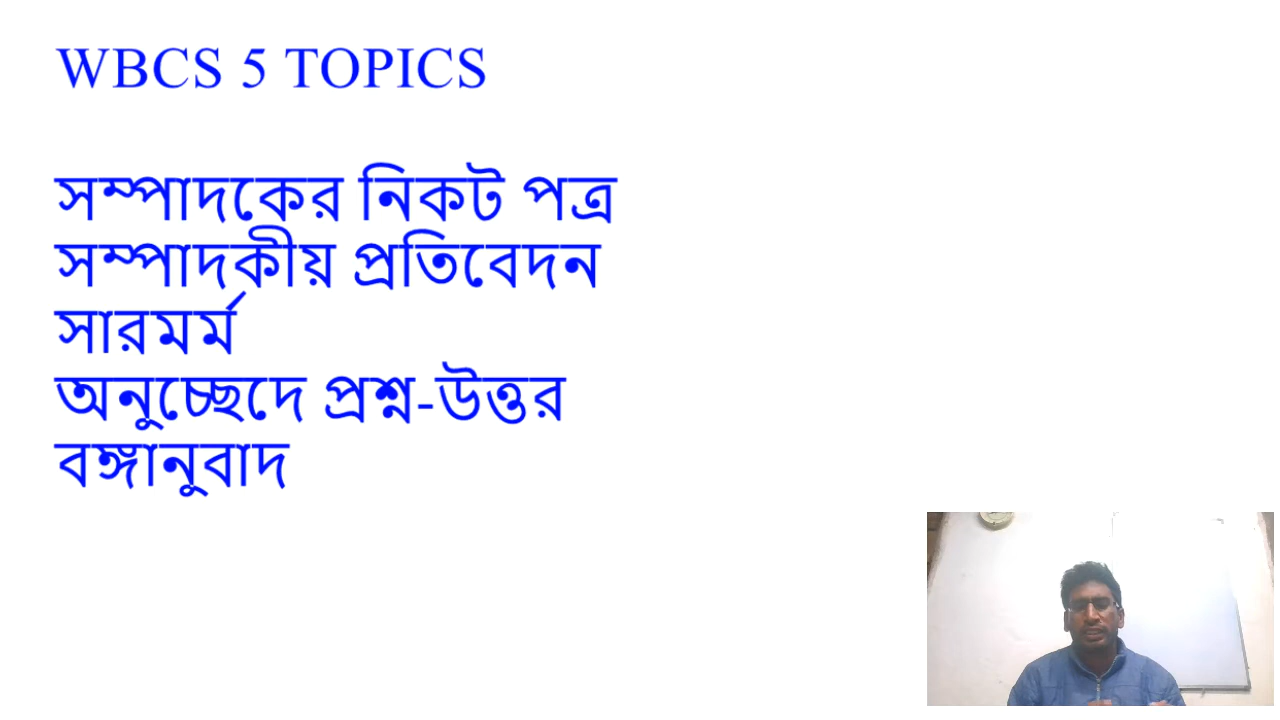 WBCS 5 TOPICS
সম্পাদকের নিকট পত্র
সম্পাদকীয় প্রতিবেদন
সারমর্ম
অনুচ্ছেদে প্রশ্ন-উত্তর
বঙ্গানুবাদ